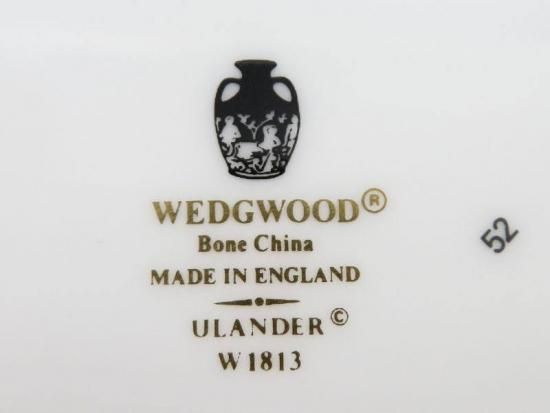 WEDGWOOD®
Bone China
MADE IN ENGLAND
ULANDER©
W1813
52